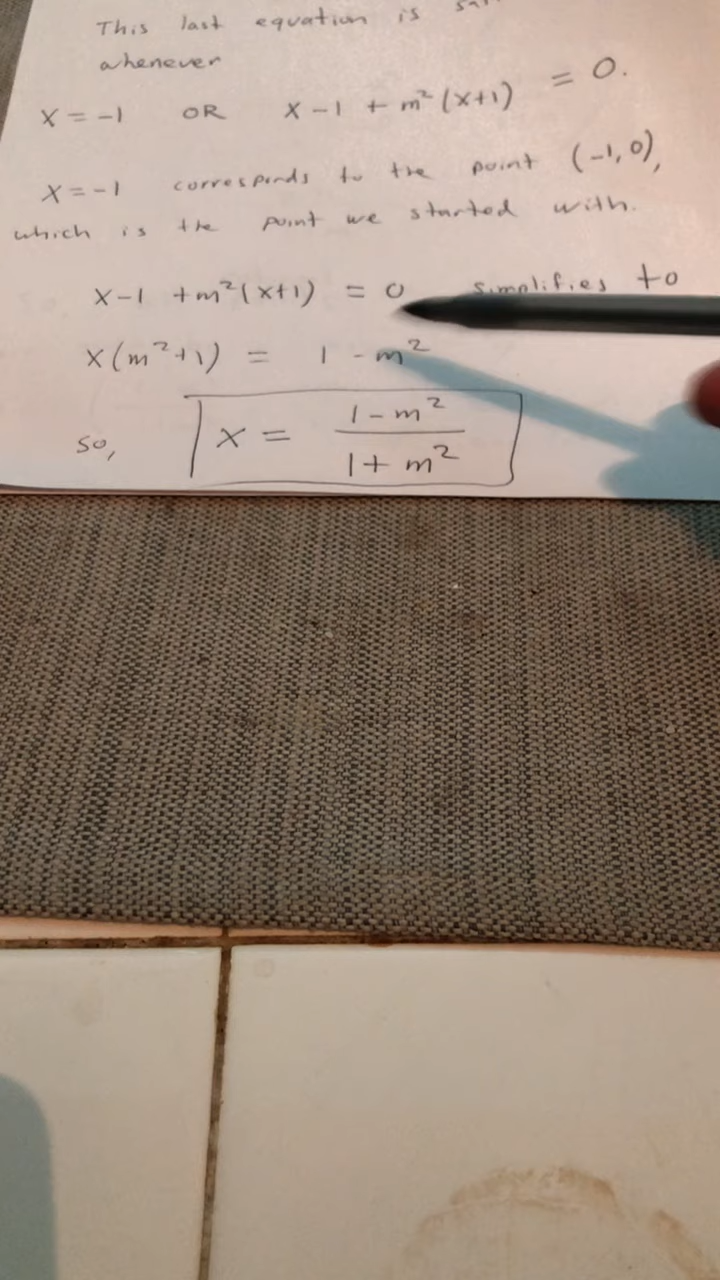 This last equation is
whenever
x = -1 OR x - 1 + m² (x+1) = 0.
x = -1 corresponds to the point (-1, 0),
which is the point we started with.
x-1 + m² (x+1) = 0 simplifies to
x(m²+1) = 1 - m²
so, x = \frac{1 - m²}{1 + m²}